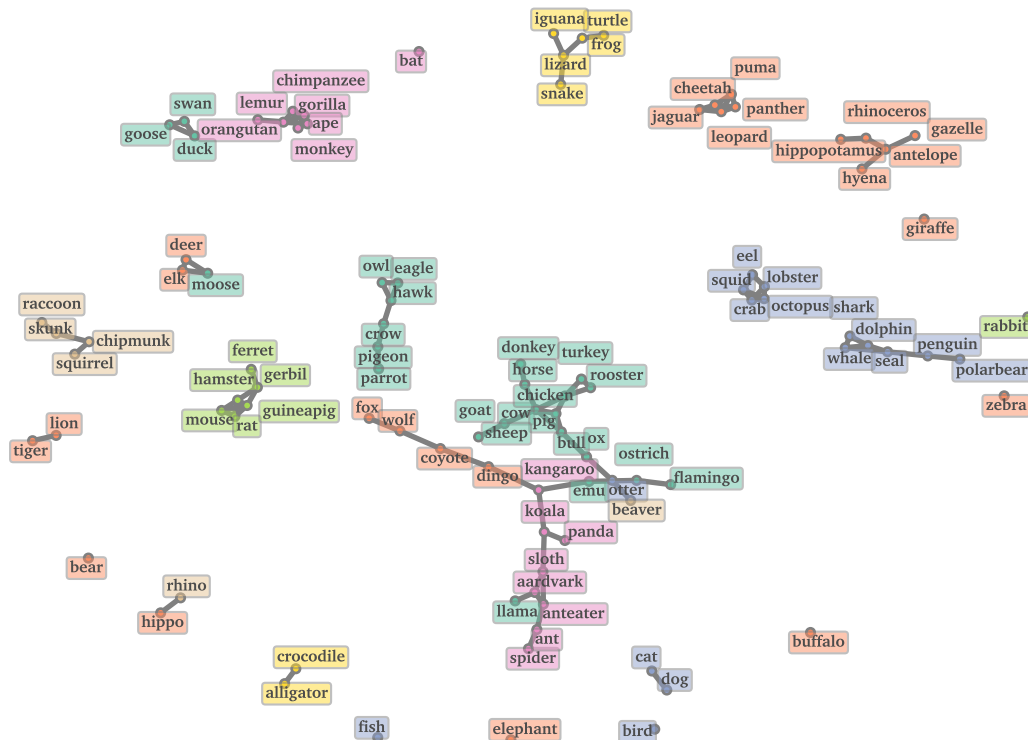 iguana
turtle
frog
lizard
snake
bat
chimpanzee
lemur
gorilla
orangutan
ape
monkey
swan
goose
duck
puma
cheetah
jaguar
panther
leopard
rhinoceros
gazelle
hippopotamus
antelope
hyena
giraffe
deer
elk
moose
owl
eagle
hawk
crow
pigeon
parrot
eel
squid
lobster
crab
octopus
shark
dolphin
whale
seal
penguin
polarbear
rabbit
zebra
raccoon
skunk
chipmunk
squirrel
ferret
hamster
gerbil
mouse
rat
guineapig
donkey
turkey
horse
rooster
chicken
goat
cow
pig
sheep
bull
ox
fox
wolf
coyote
dingo
lion
tiger
kangaroo
ostrich
emu
otter
flamingo
beaver
koala
panda
sloth
aardvark
llama
anteater
ant
spider
bear
rhino
hippo
buffalo
crocodile
alligator
cat
dog
fish
elephant
bird